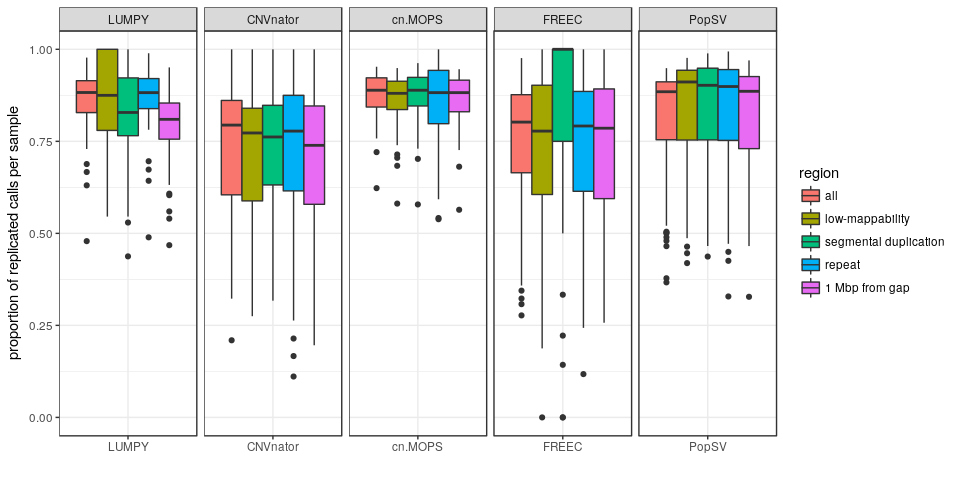 LUMPY CNVnator cn.MOPS FREEC PopSV
proportion of replicated calls per sample
1.00
0.75
0.50
0.25
0.00
LUMPY CNVnator cn.MOPS FREEC PopSV
region
all
low-mappability
segmental duplication
repeat
1 Mbp from gap